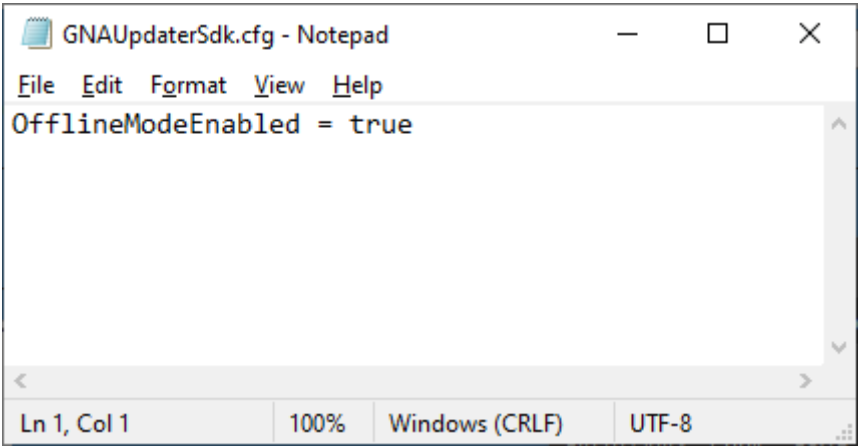 GNAUpdaterSdk.cfg - Notepad
File Edit Format View Help
OfflineModeEnabled = true
Ln 1, Col 1 100% Windows (CRLF) UTF-8